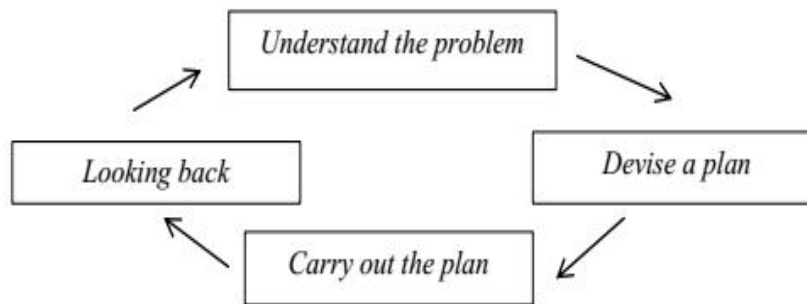 Understand the problem
Devise a plan
Carry out the plan
Looking back